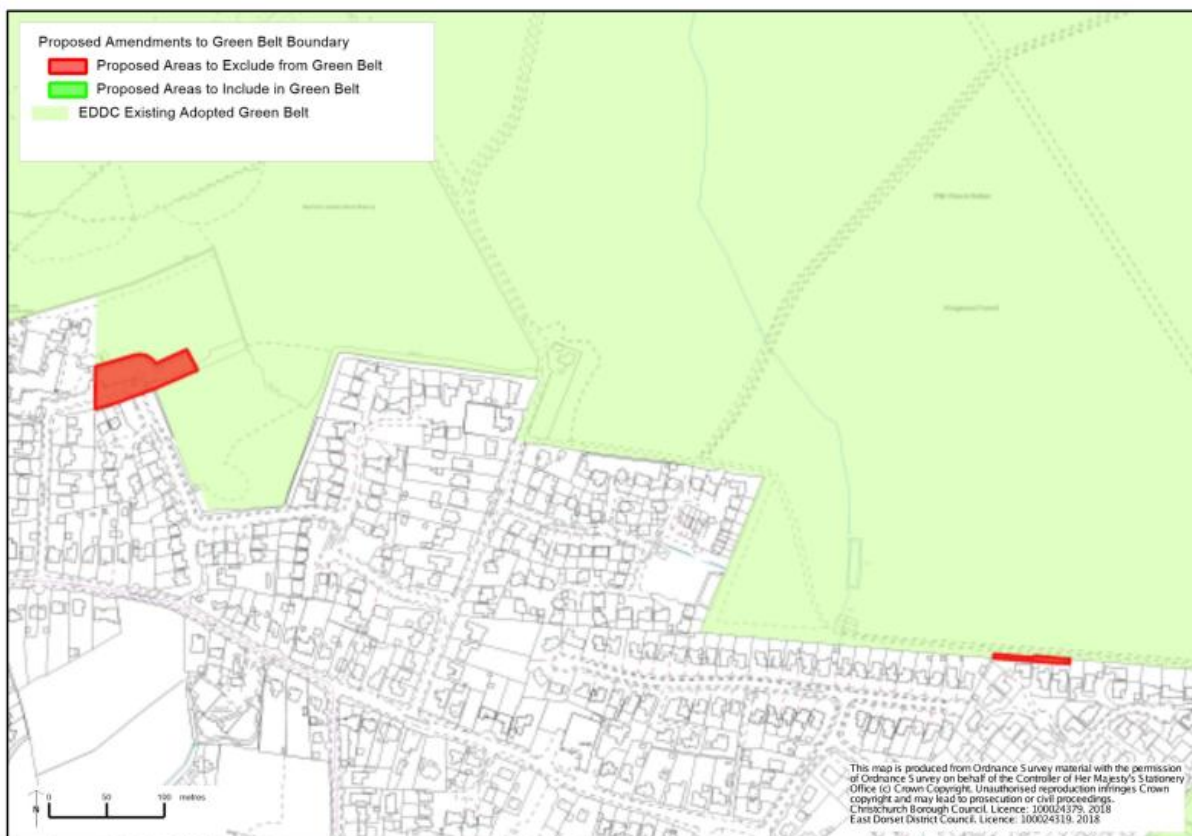 Proposed Amendments to Green Belt Boundary
Proposed Areas to Exclude from Green Belt
Proposed Areas to Include in Green Belt
EDDC Existing Adopted Green Belt
N
0 50 100 metres
This map is produced from Ordnance Survey material with the permission
of Ordnance Survey on behalf of the Controller of Her Majesty's Stationery
Office (c) Crown Copyright. Unauthorised reproduction infringes Crown
copyright and may lead to prosecution or civil proceedings.
Christchurch Borough Council. Licence: 100024379. 2018
East Dorset District Council. Licence: 100024319. 2018